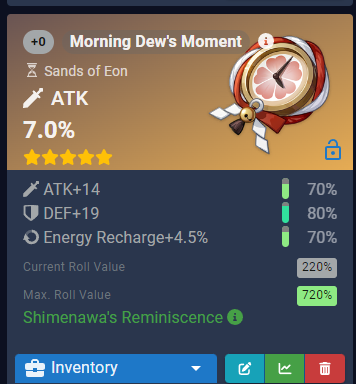 +0 Morning Dew's Moment
Sands of Eon
ATK
7.0%
ATK+14 70%
DEF+19 80%
Energy Recharge+4.5% 70%
Current Roll Value 220%
Max. Roll Value 720%
Shimenawa's Reminiscence
Inventory